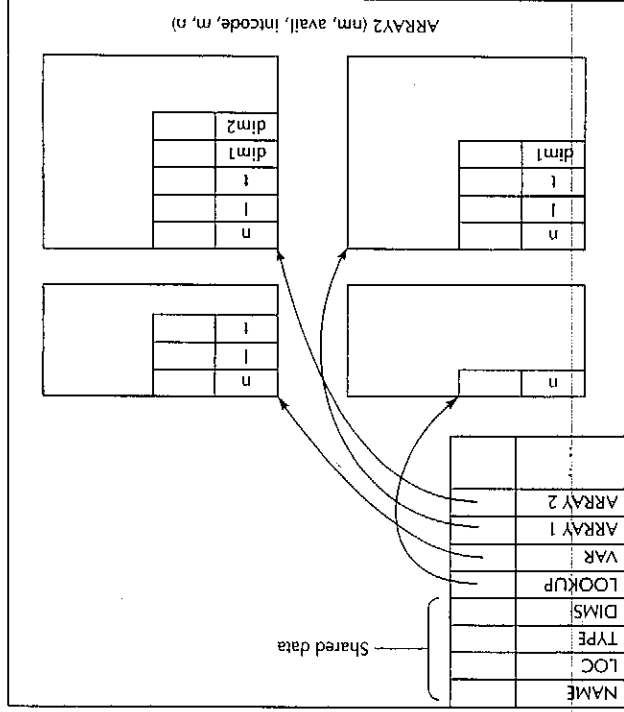 NAME
LOC
TYPE
DIMS
Shared data
LOOKUP
VAR
ARRAY 1
ARRAY 2
n
n
l
t
n
l
t
dim1
n
l
t
dim1
dim2
ARRAY2 (nm, avail, intcode, m, n)